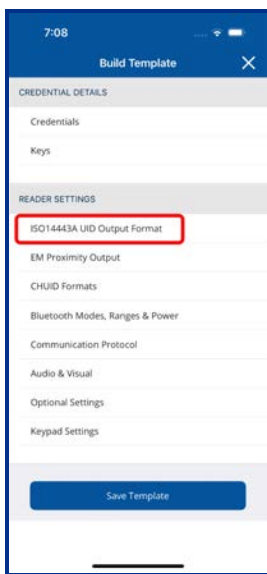 7:08
Build Template
CREDENTIAL DETAILS
Credentials
Keys
READER SETTINGS
ISO14443A UID Output Format
EM Proximity Output
CHUID Formats
Bluetooth Modes, Ranges & Power
Communication Protocol
Audio & Visual
Optional Settings
Keypad Settings
Save Template